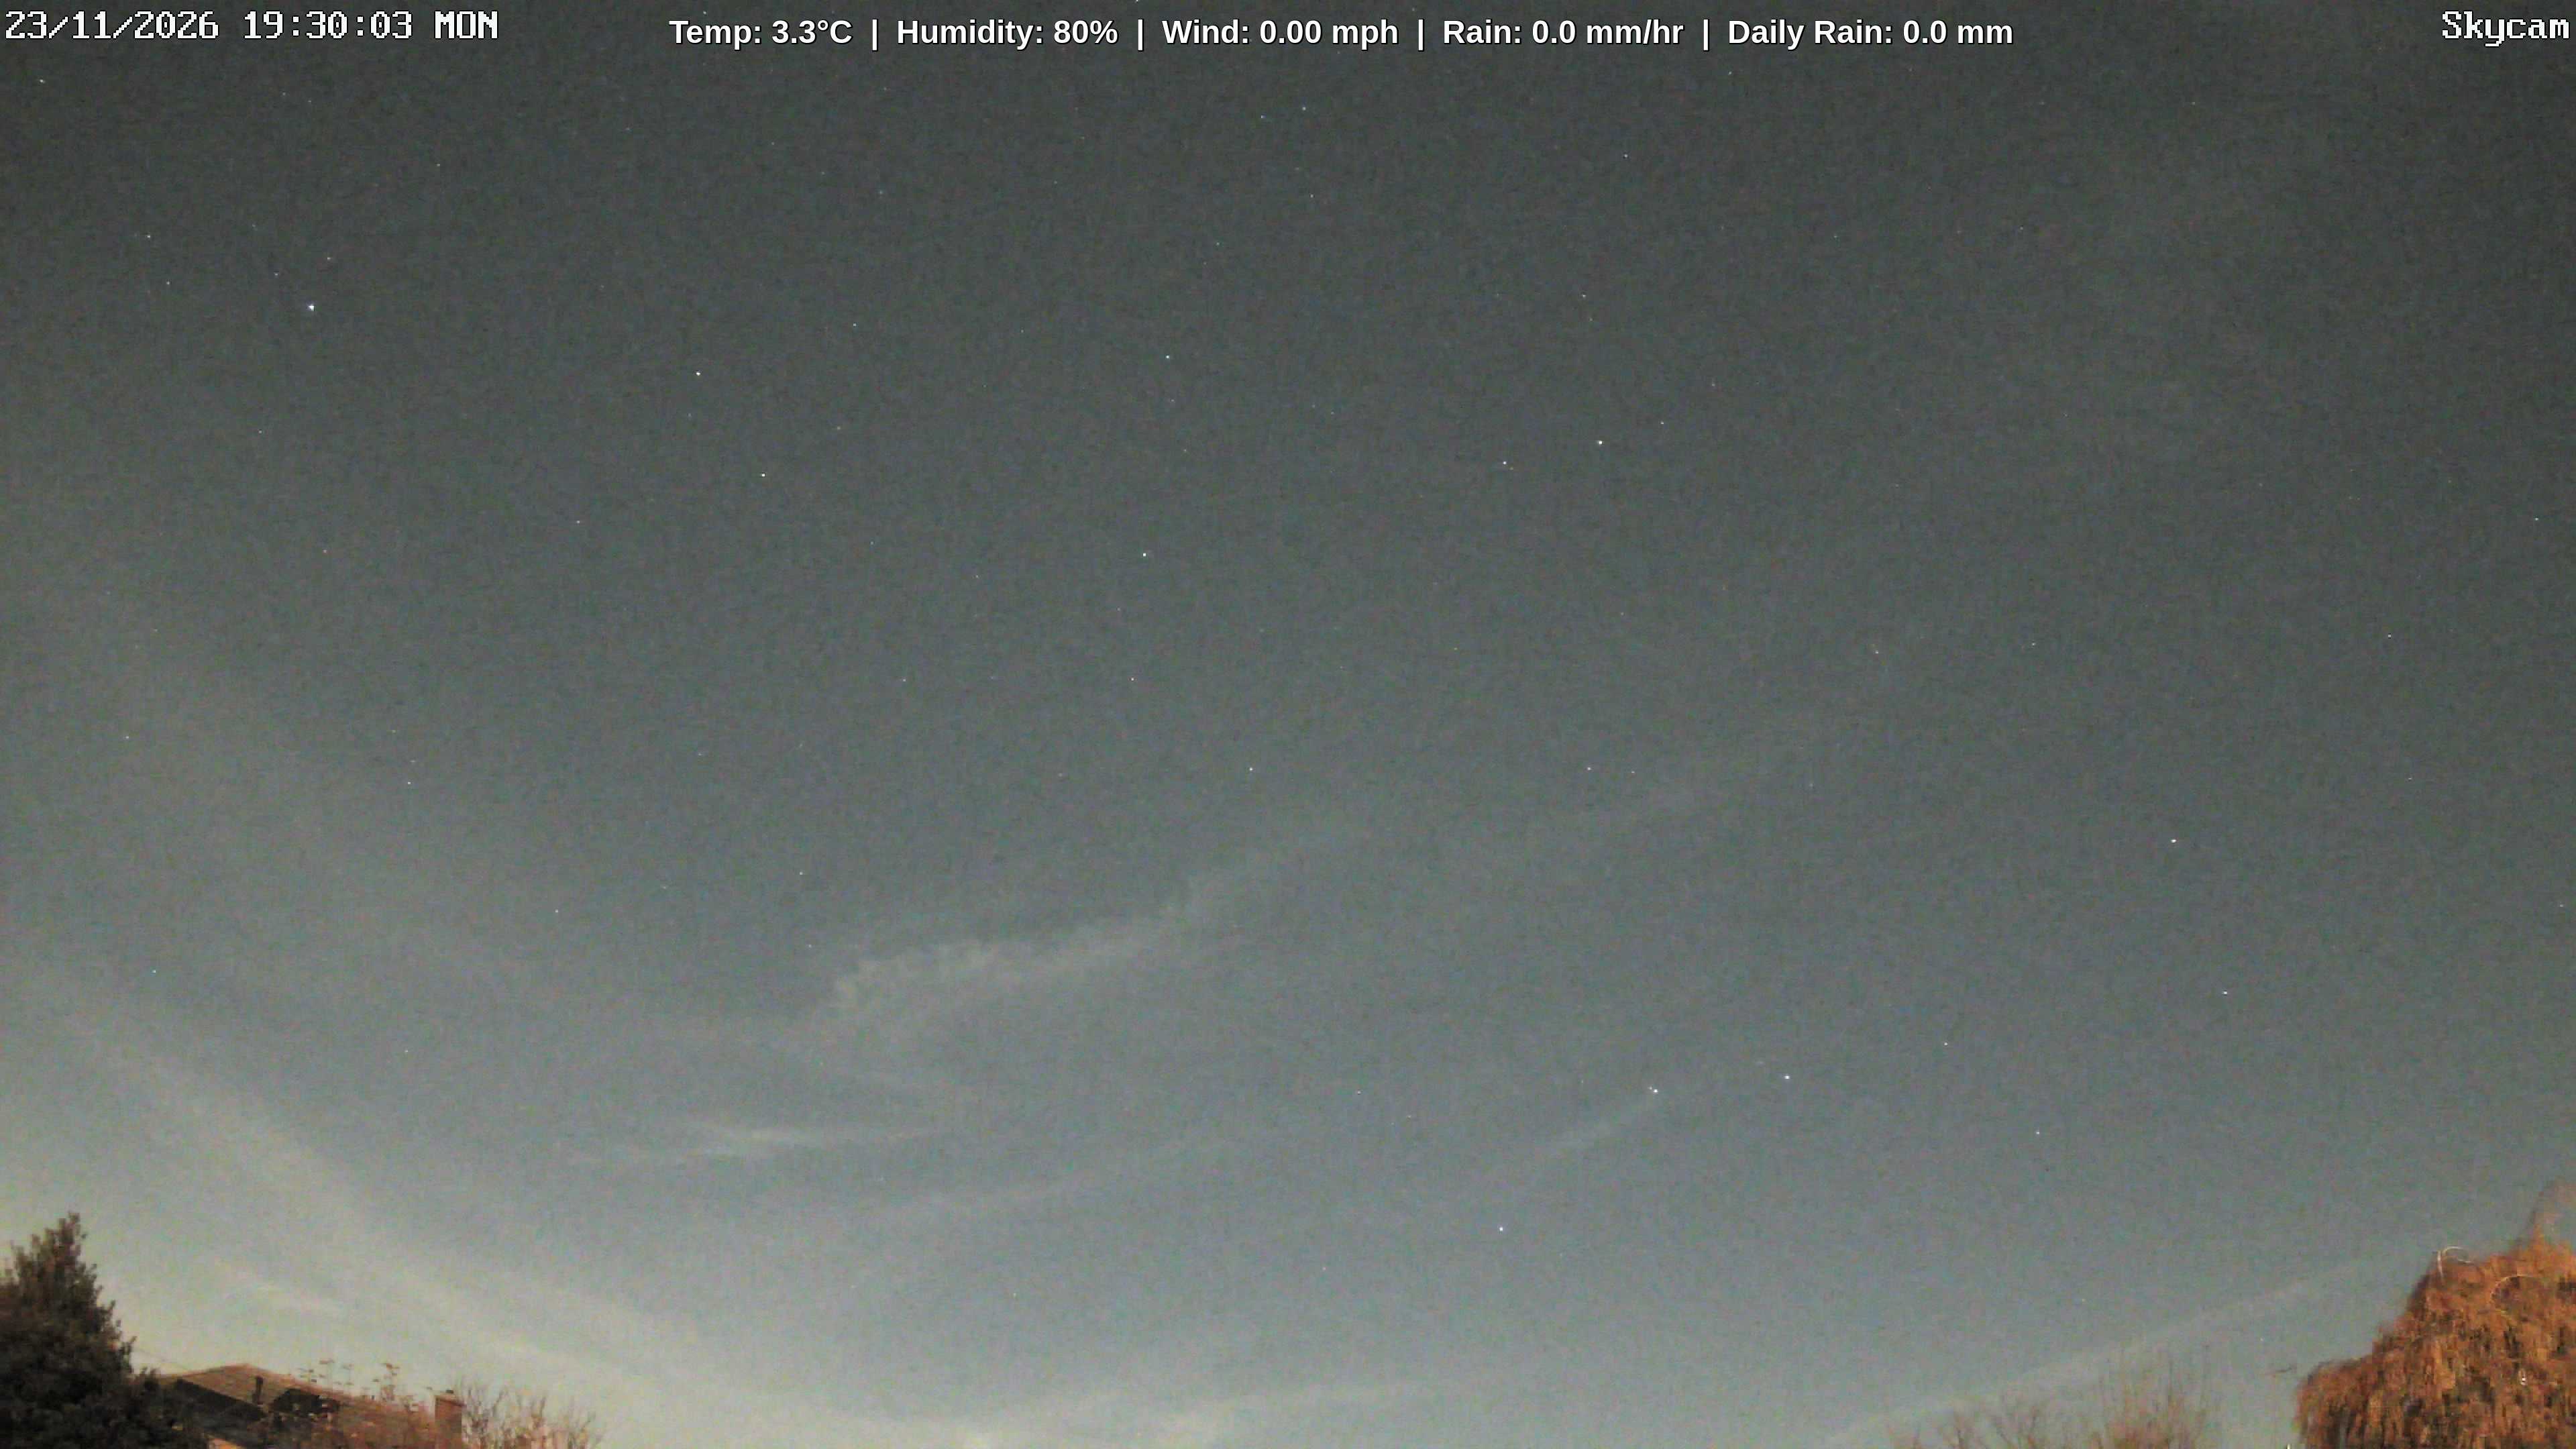 23/11/2026 19:30:03 MON
Temp: 3.3°C | Humidity: 80% | Wind: 0.00 mph | Rain: 0.0 mm/hr | Daily Rain: 0.0 mm
Skycam